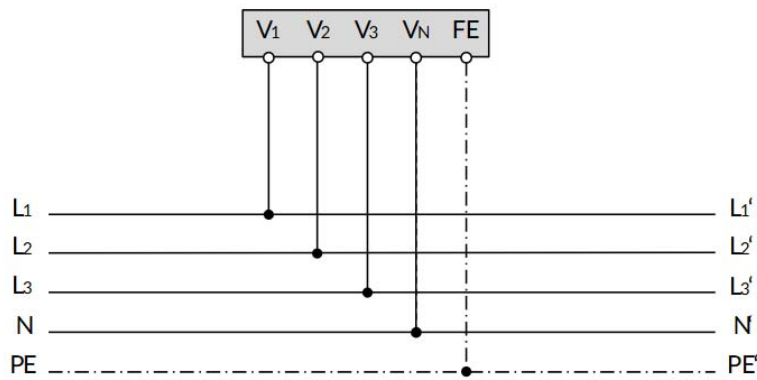 V1 V2 V3 VN FE
L1 L1‘
L2 L2‘
L3 L3‘
N N‘
PE PE‘